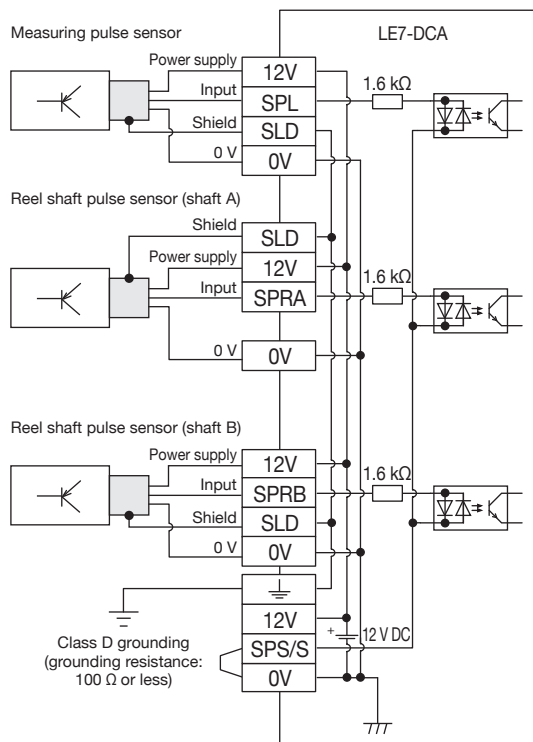 Measuring pulse sensor
LE7-DCA
Power supply
12V
Input
SPL
1.6 kΩ
Shield
SLD
0 V
0V
Reel shaft pulse sensor (shaft A)
Shield
SLD
Power supply
12V
Input
SPRA
1.6 kΩ
0 V
0V
Reel shaft pulse sensor (shaft B)
Power supply
12V
Input
SPRB
1.6 kΩ
Shield
SLD
0 V
0V
12V
+
12 V DC
Class D grounding
(grounding resistance:
100 Ω or less)
SPS/S
0V